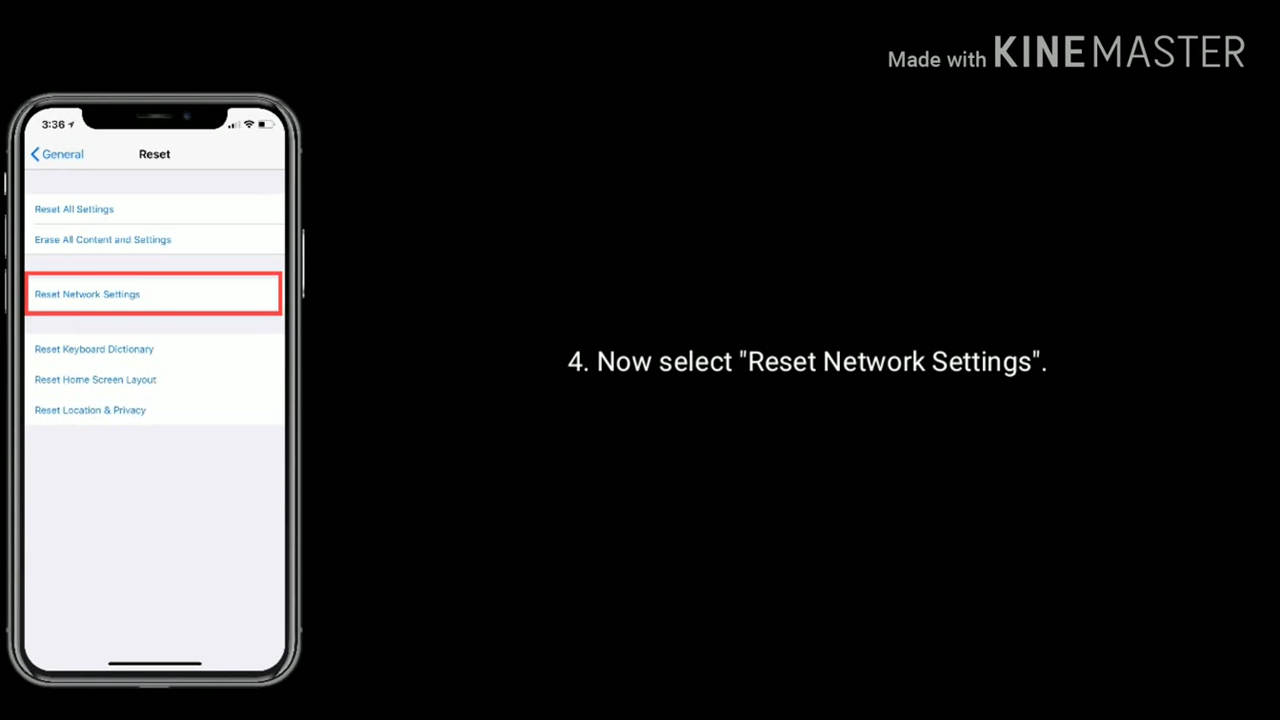 Made with KINEMASTER
3:36
General
Reset
Reset All Settings
Erase All Content and Settings
Reset Network Settings
Reset Keyboard Dictionary
Reset Home Screen Layout
Reset Location & Privacy
4. Now select "Reset Network Settings".